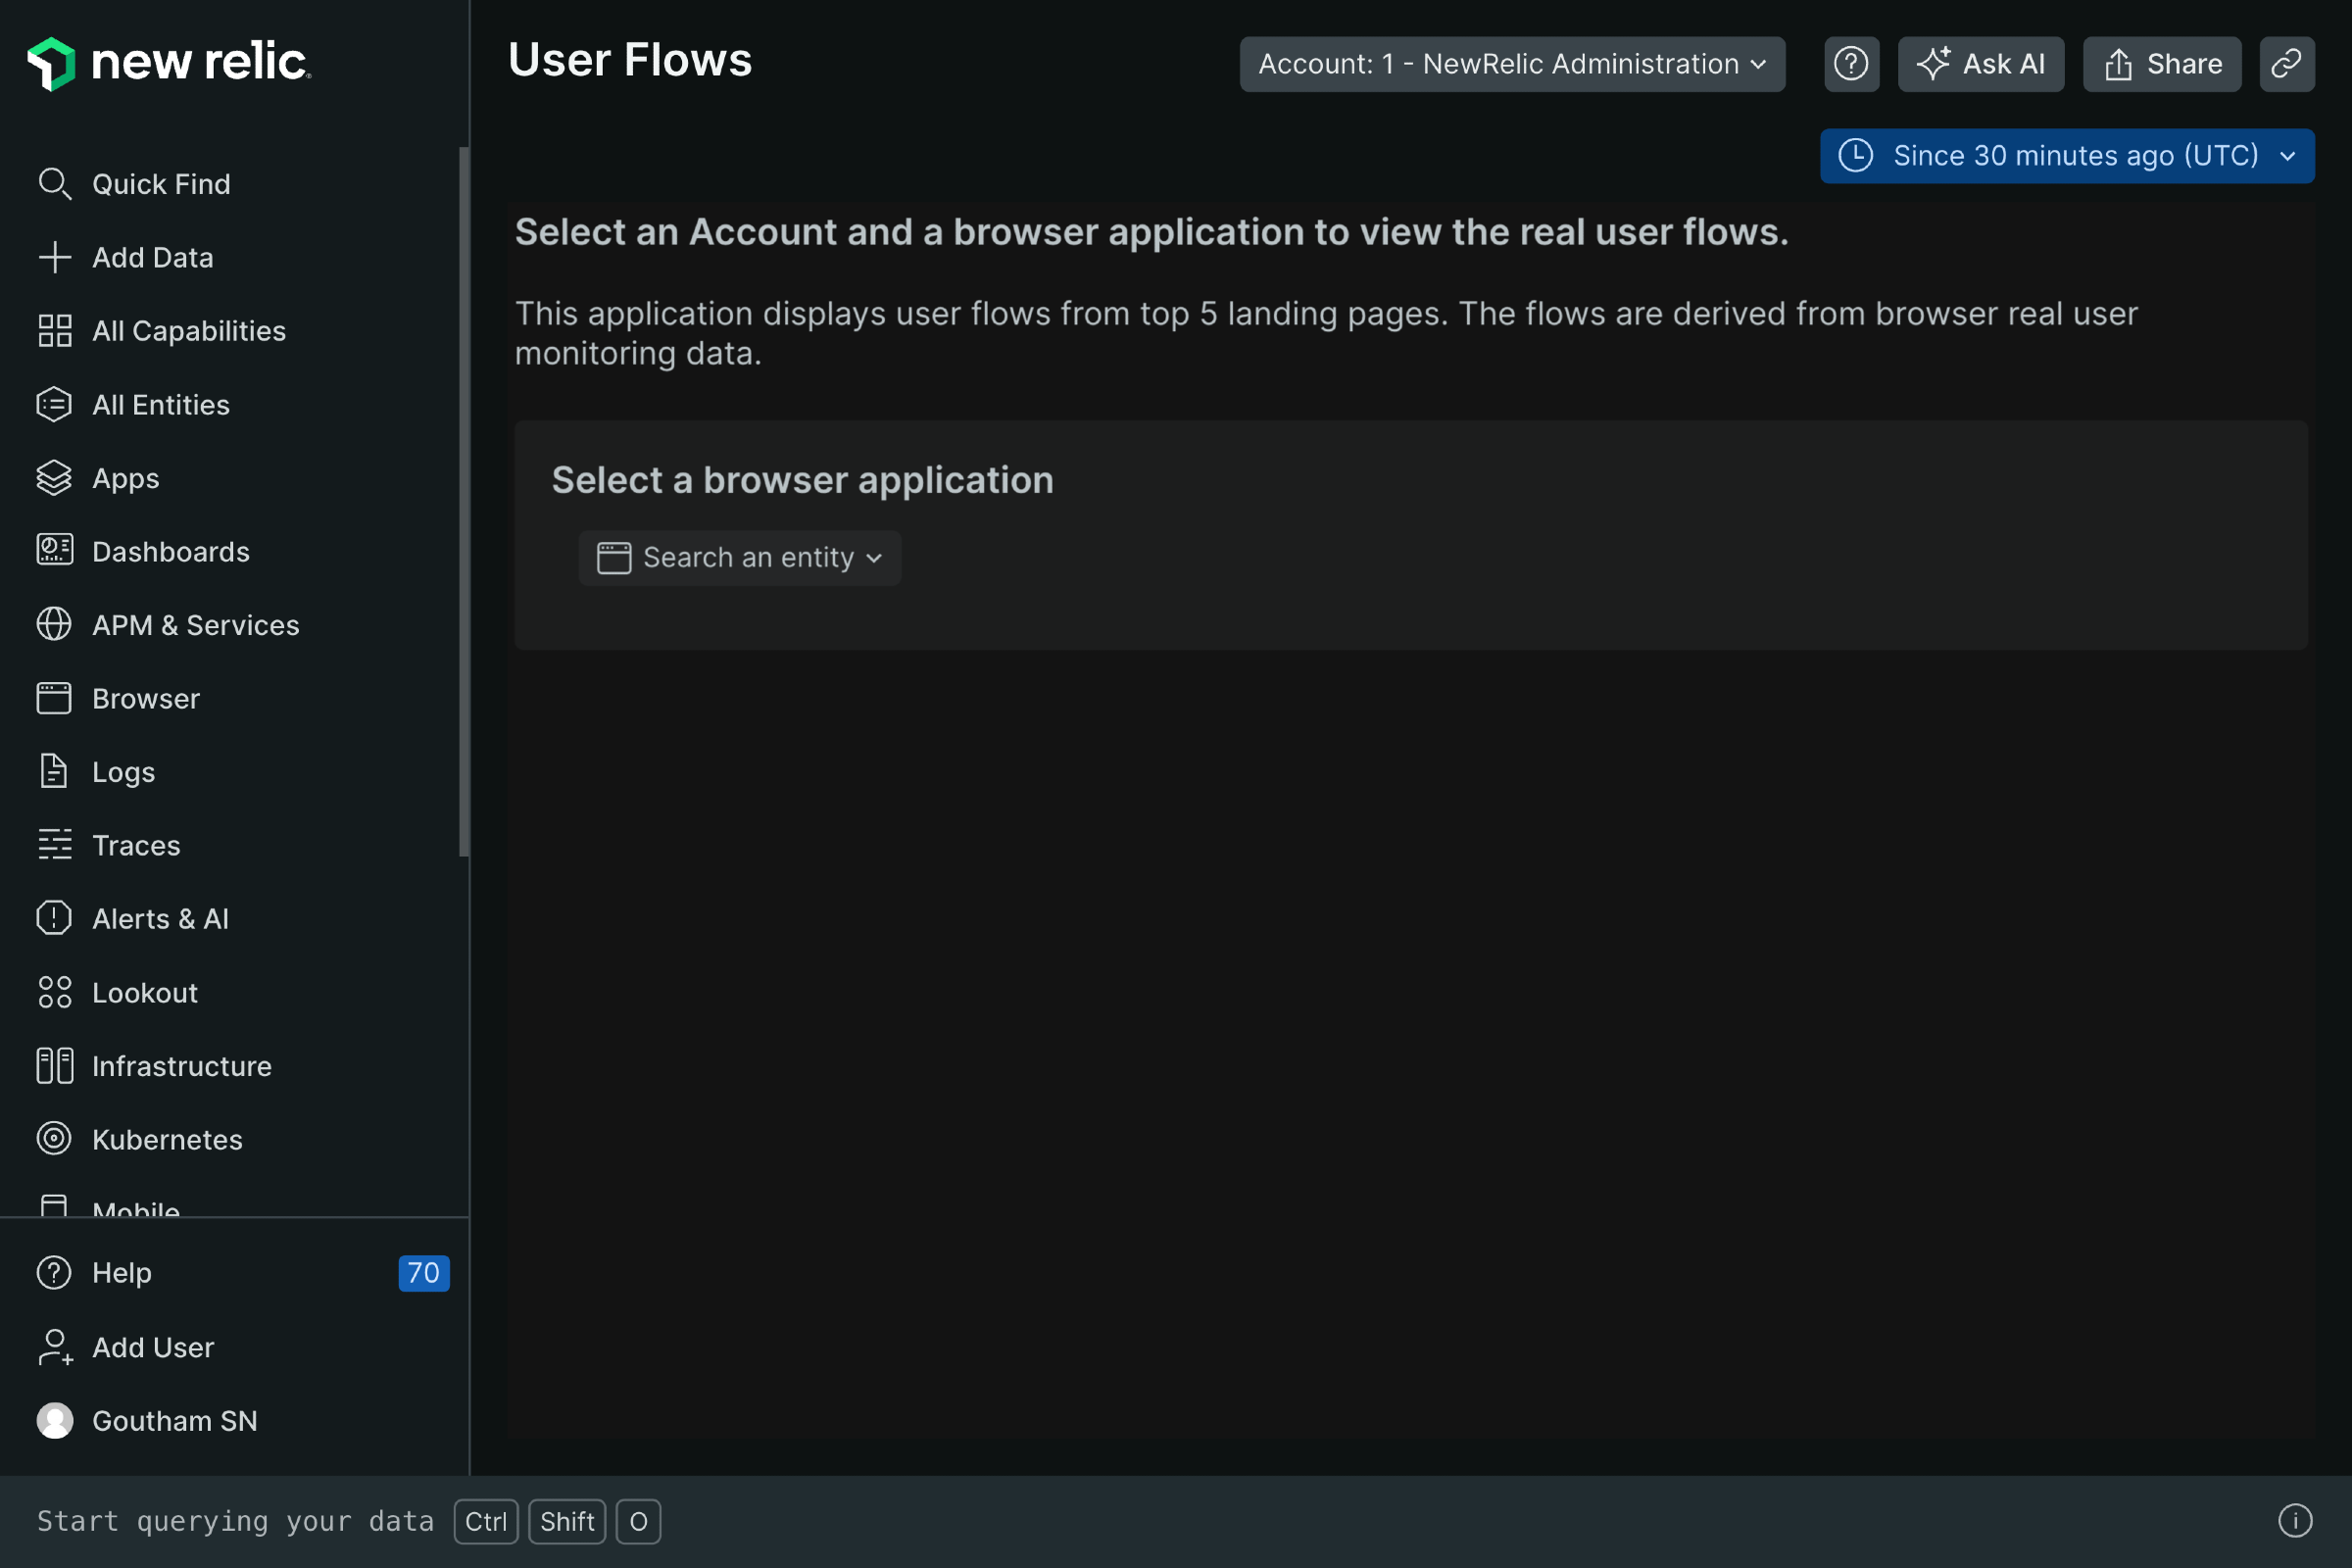 new relic
Quick Find
Add Data
All Capabilities
All Entities
Apps
Dashboards
APM & Services
Browser
Logs
Traces
Alerts & AI
Lookout
Infrastructure
Kubernetes
Mobile
Help 70
Add User
Goutham SN
User Flows
Account: 1 - NewRelic Administration
Ask AI
Share
Since 30 minutes ago (UTC)
Select an Account and a browser application to view the real user flows.
This application displays user flows from top 5 landing pages. The flows are derived from browser real user
monitoring data.
Select a browser application
Search an entity
Start querying your data Ctrl Shift O